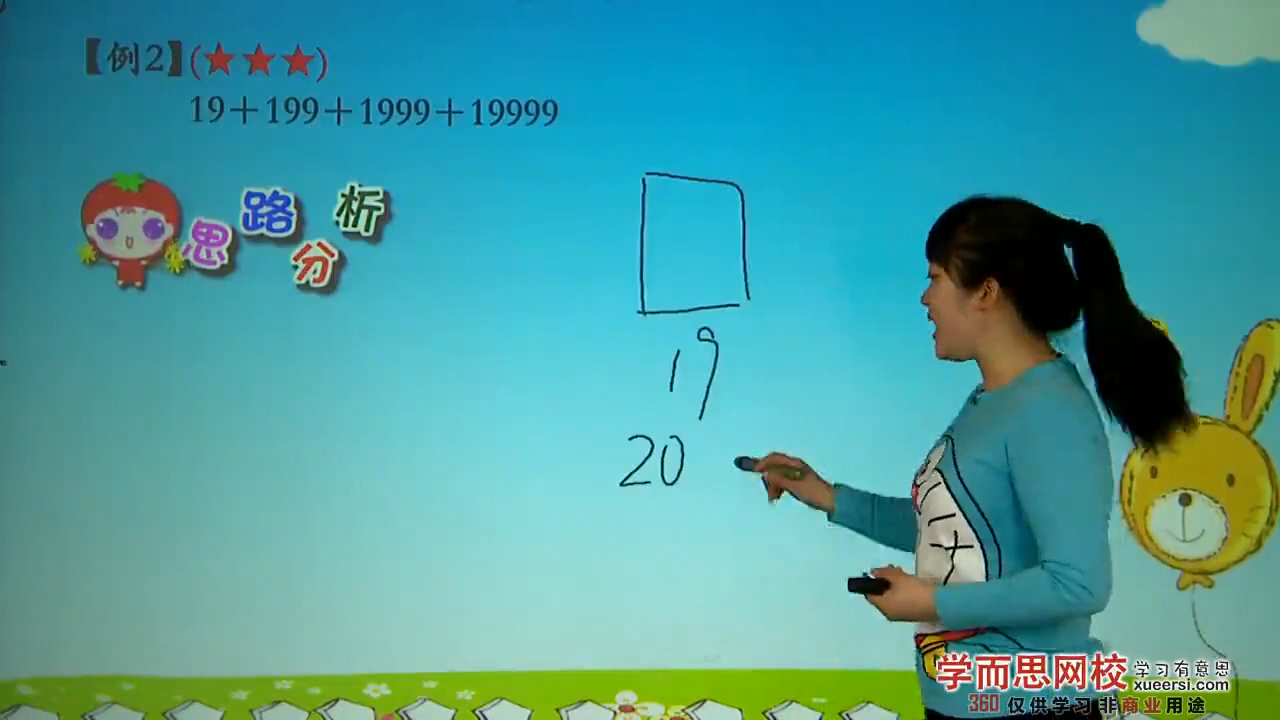 【例2】(★★★)
19+199+1999+19999
思路分析
19
20
学而思网校 学习有意思
xueersi.com
360 仅供学习 非商业用途